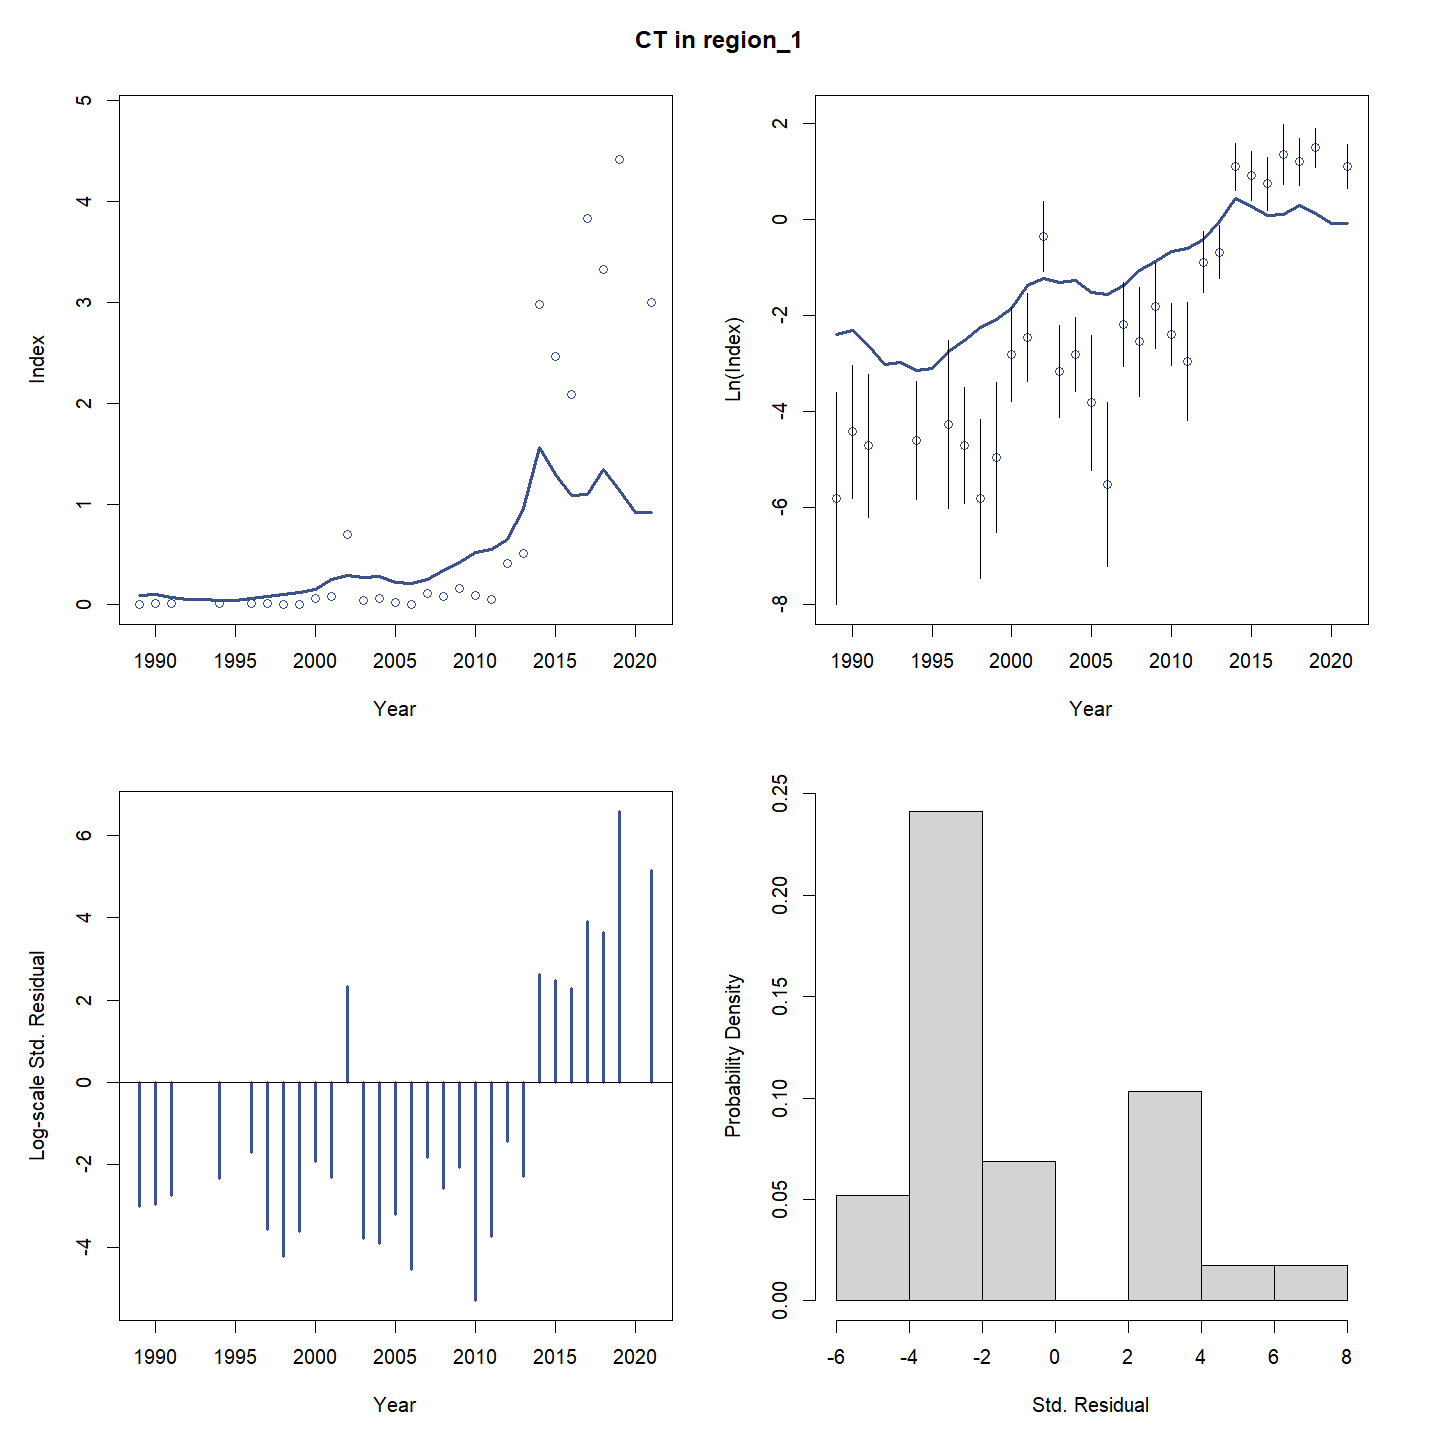 CT in region_1
Index
5
4
3
2
1
0
1990 1995 2000 2005 2010 2015 2020
Year
Ln(Index)
2
0
-2
-4
-6
-8
1990 1995 2000 2005 2010 2015 2020
Year
Log-scale Std. Residual
6
4
2
0
-2
-4
1990 1995 2000 2005 2010 2015 2020
Year
Probability Density
0.25
0.20
0.15
0.10
0.05
0.00
-6 -4 -2 0 2 4 6 8
Std. Residual